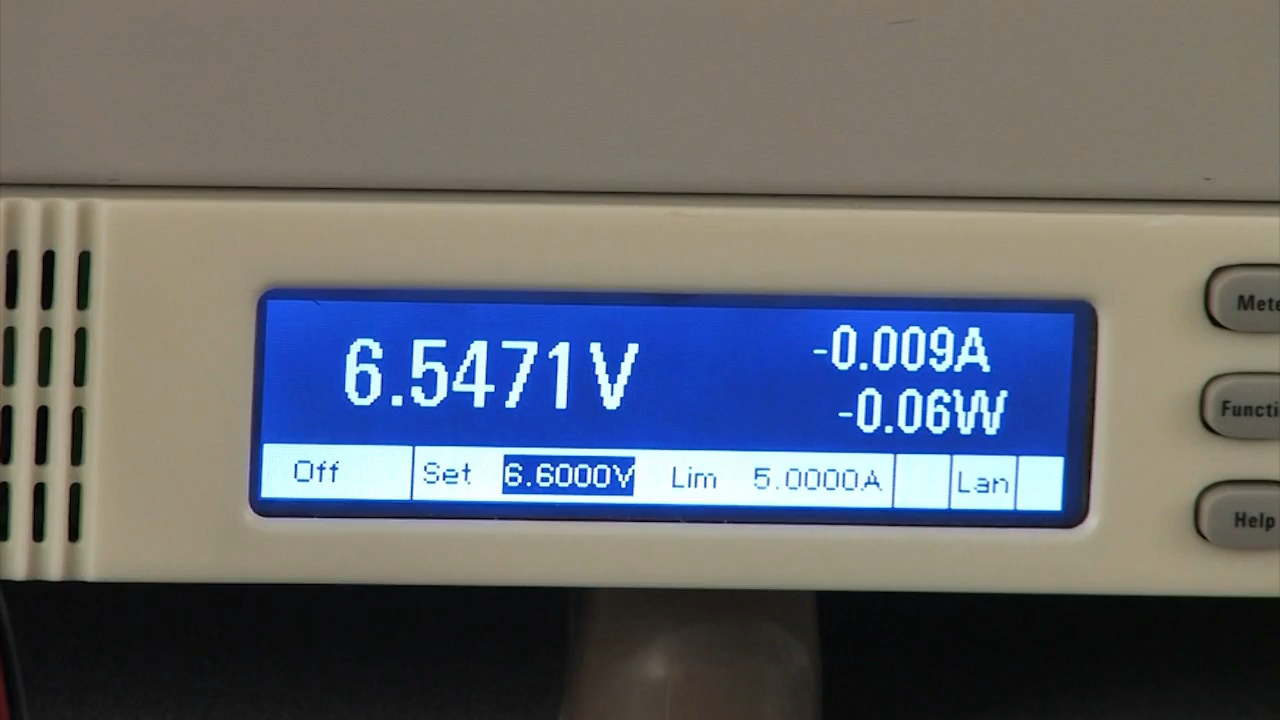 6.5471V
-0.009A
-0.06W
Off Set 6.6000V Lim 5.0000A Lan
Mete
Functi
Help